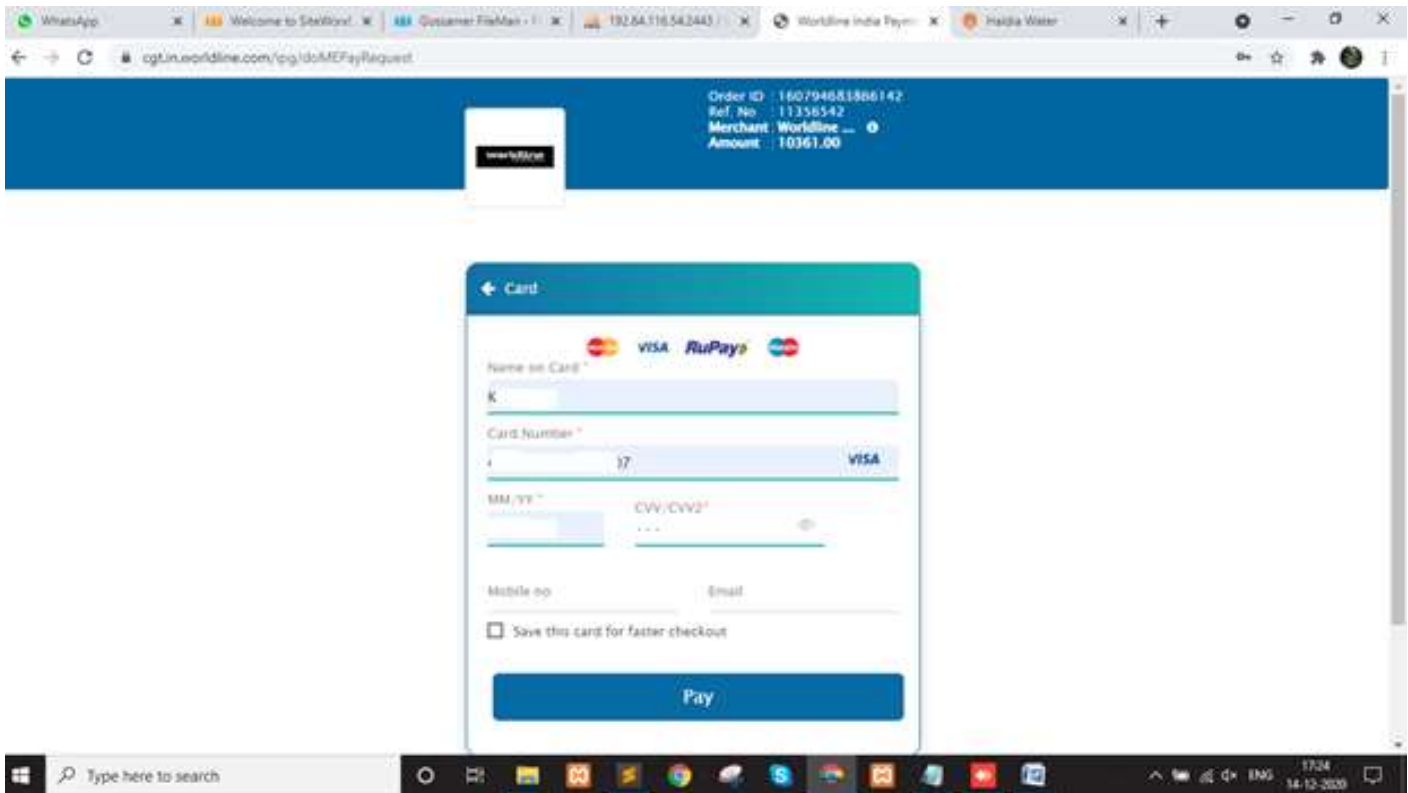 WhatsApp
Welcome to SiteWorx!
Gossamer FileMan -
192.64.116.54:2443 /
Worldline India Paym
Haldia Water
cgt.in.worldline.com/ipg/doMEPayRequest
Order ID : 160794683866142
Ref. No : 11356542
Merchant : Worldline ...
Amount : 10361.00
worldline
Card
VISA RuPay
Name on Card *
K
Card Number *
07 VISA
MM/YY *
CVV/CVV2*
Mobile no Email
Save this card for faster checkout
Pay
Type here to search
ENG
17:24
14-12-2020